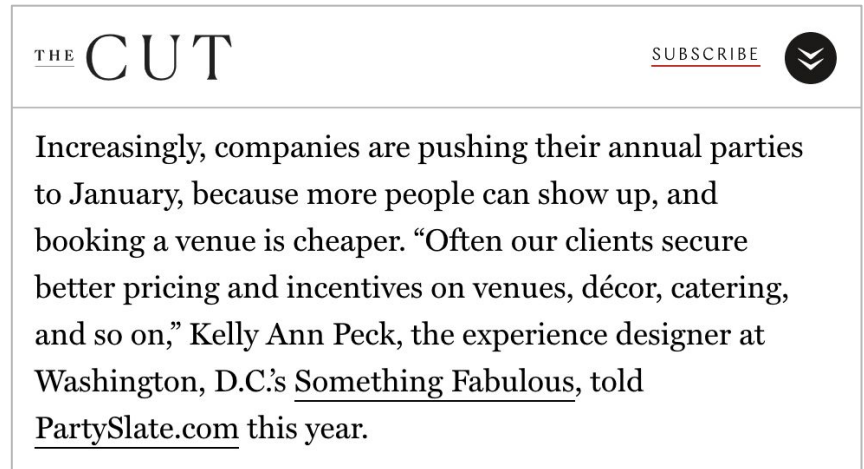 THE CUT
SUBSCRIBE
Increasingly, companies are pushing their annual parties
to January, because more people can show up, and
booking a venue is cheaper. “Often our clients secure
better pricing and incentives on venues, décor, catering,
and so on,” Kelly Ann Peck, the experience designer at
Washington, D.C.’s Something Fabulous, told
PartySlate.com this year.